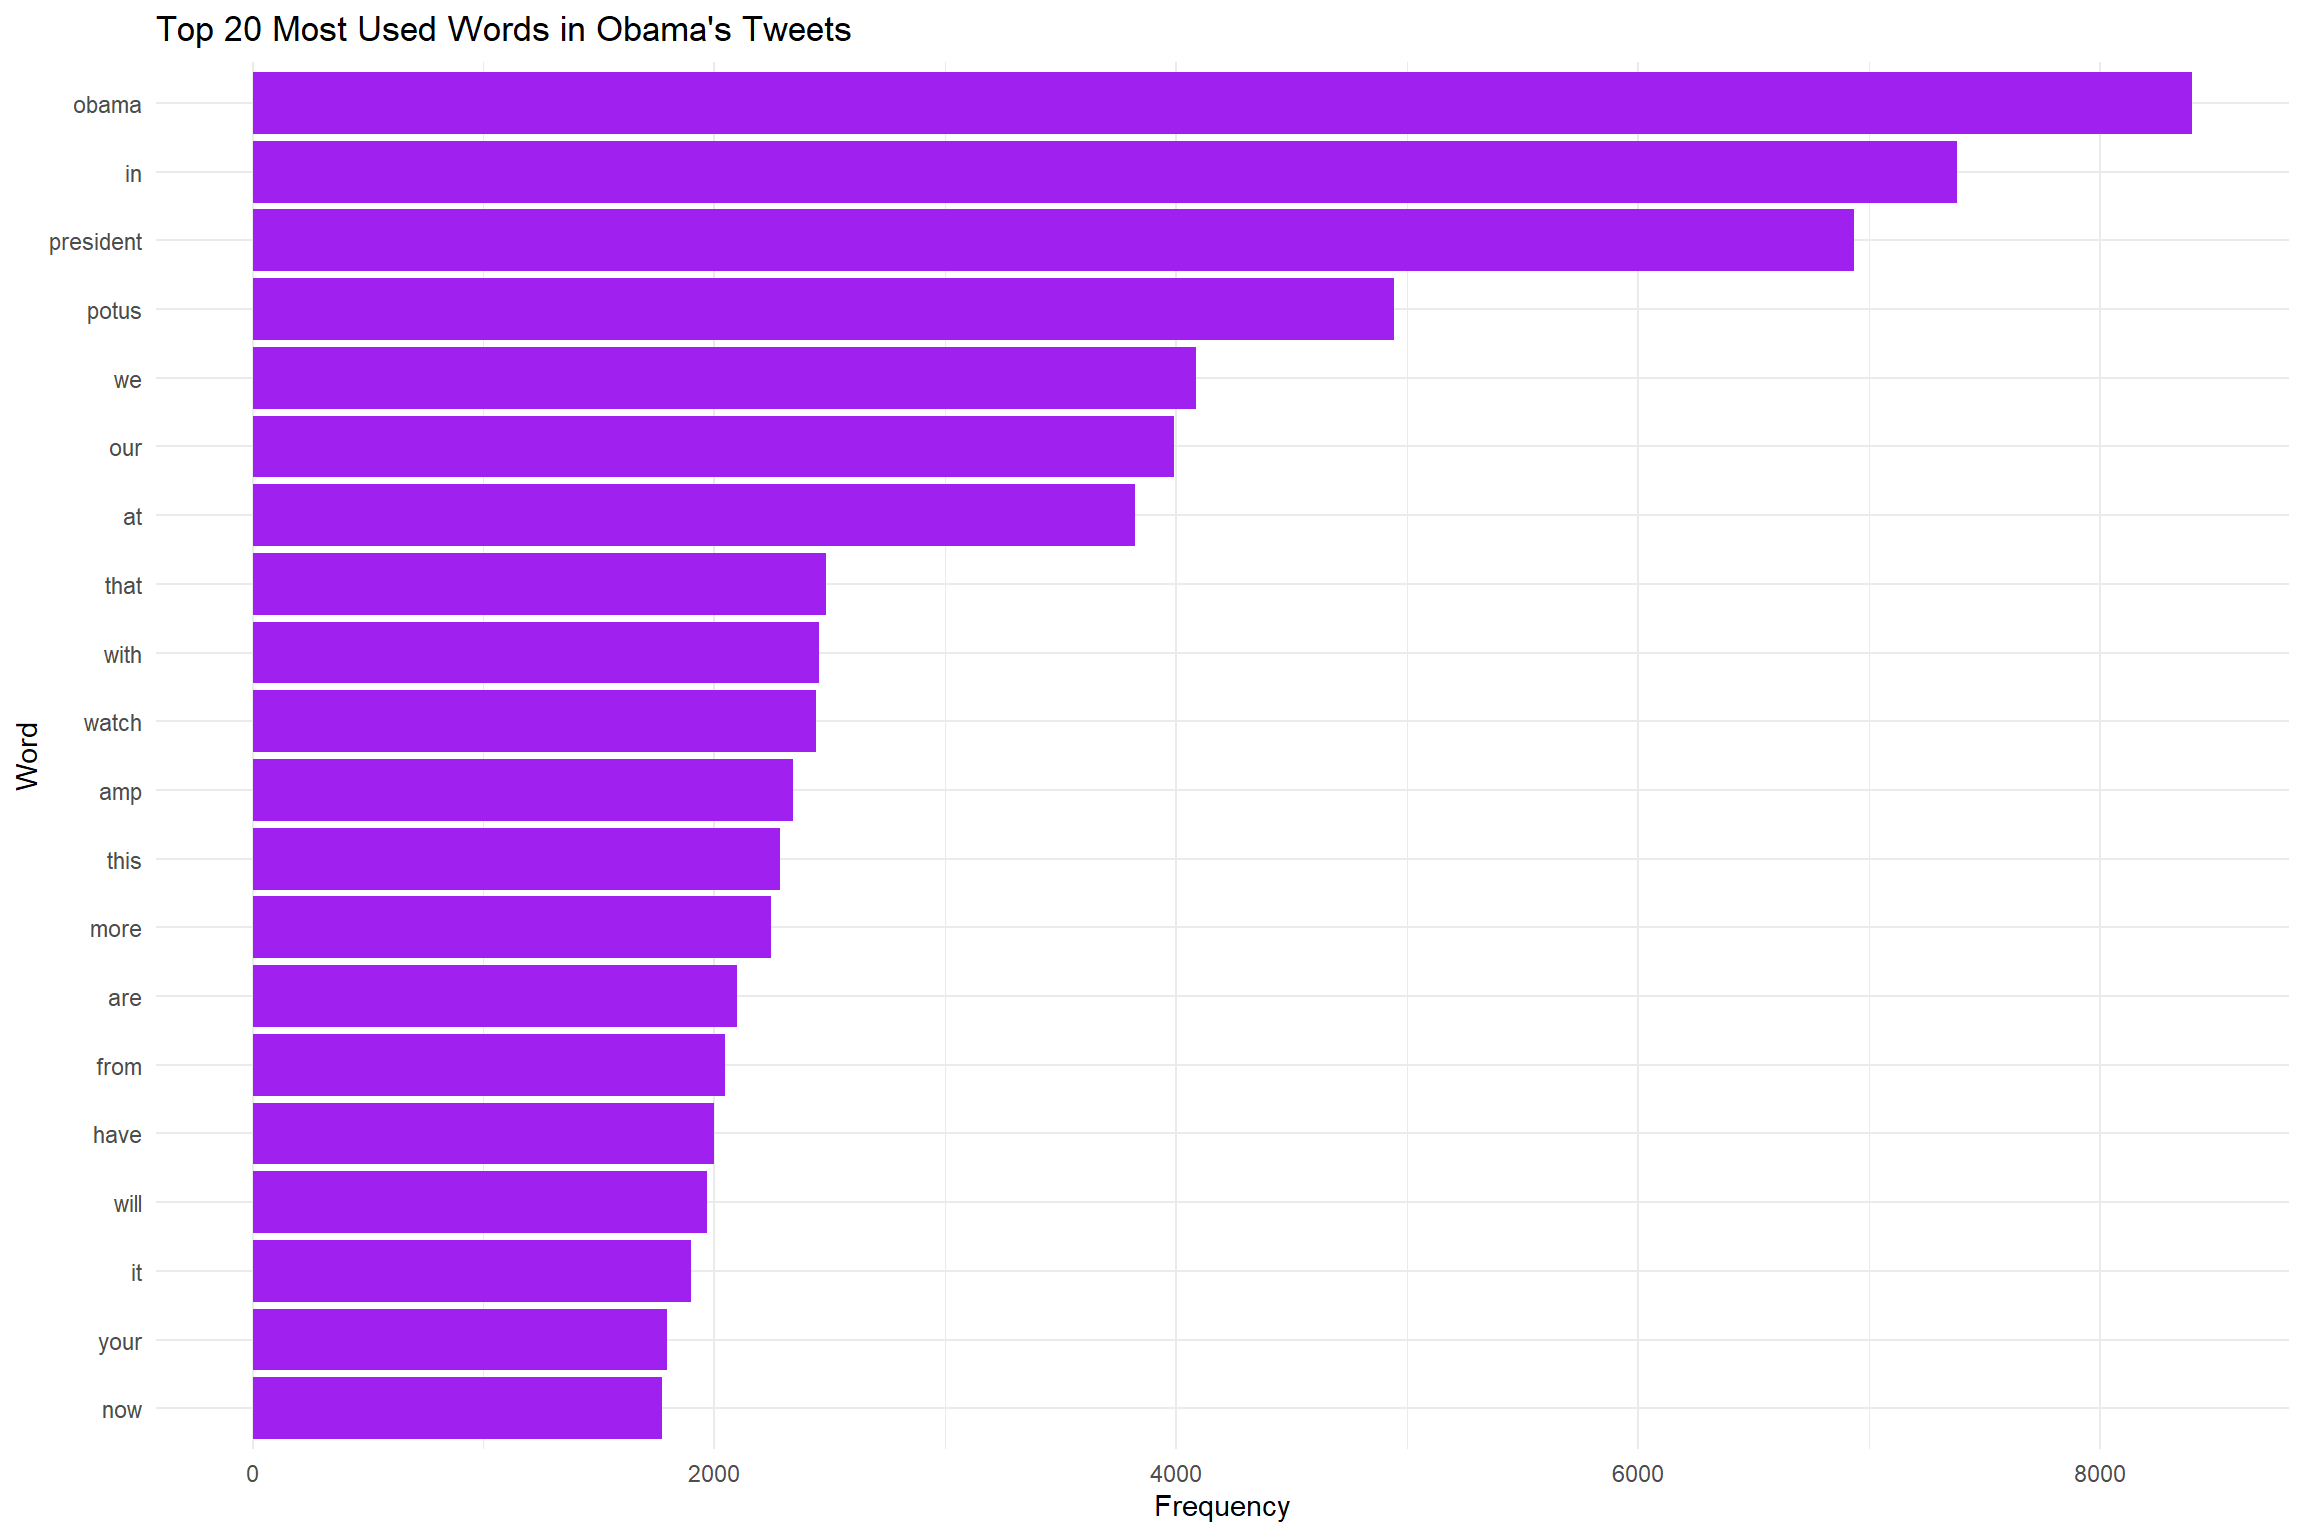 Top 20 Most Used Words in Obama's Tweets
obama
in
president
potus
we
our
at
that
with
watch
amp
this
more
are
from
have
will
it
your
now
Word
0 2000 4000 6000 8000
Frequency